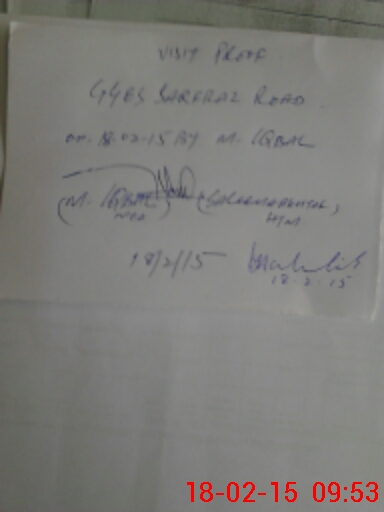 VISIT PROOF
GGES SARFRAZ ROAD
on. 18-02-15 BY M. IQBAL
(M. IQBAL)
MEA
H/M
18/2/15
18-2-15
18-02-15 09:53